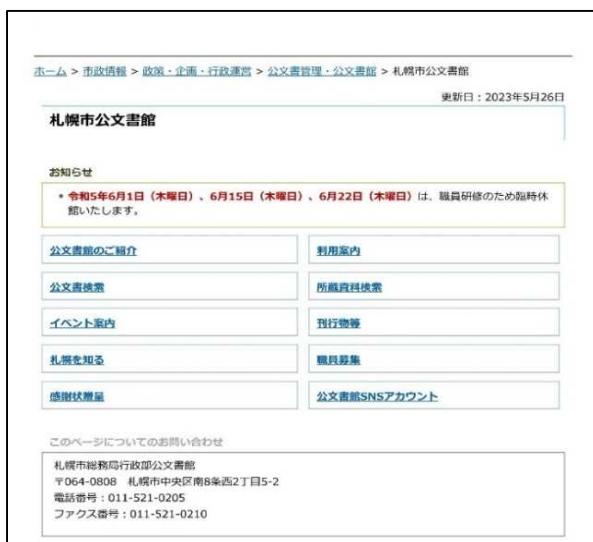 ホーム > 市政情報 > 政策・企画・行政運営 > 公文書管理・公文書館 > 札幌市公文書館
更新日：2023年5月26日
札幌市公文書館
お知らせ
• 令和5年6月1日（木曜日）、6月15日（木曜日）、6月22日（木曜日）は、職員研修のため臨時休
館いたします。
公文書館のご紹介
利用案内
公文書検索
所蔵資料検索
イベント案内
刊行物等
札幌を知る
職員募集
感謝状贈呈
公文書館SNSアカウント
このページについてのお問い合わせ
札幌市総務局行政部公文書館
〒064-0808　札幌市中央区南8条西2丁目5-2
電話番号：011-521-0205
ファクス番号：011-521-0210